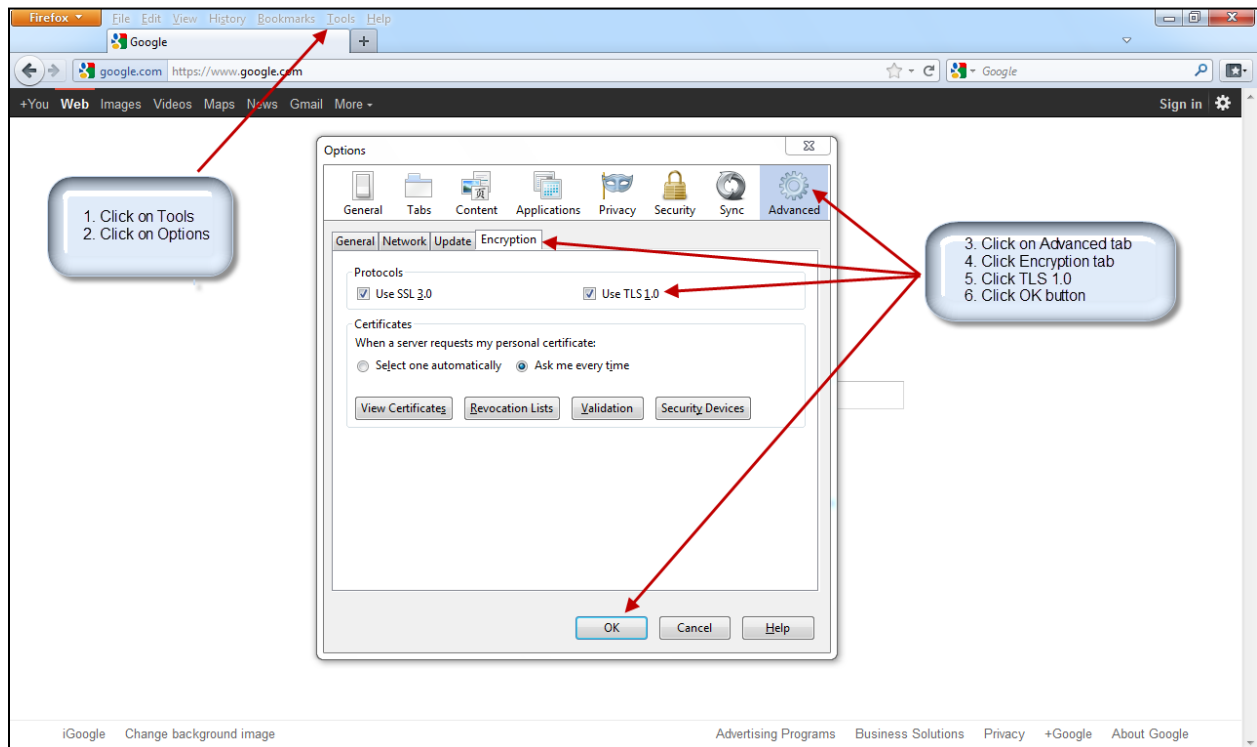 Firefox File Edit View History Bookmarks Tools Help
Google
google.com https://www.google.com Google
+You Web Images Videos Maps News Gmail More Sign in
Options
General Tabs Content Applications Privacy Security Sync Advanced
1. Click on Tools
2. Click on Options
General Network Update Encryption
3. Click on Advanced tab
4. Click Encryption tab
5. Click TLS 1.0
6. Click OK button
Protocols
Use SSL 3.0 Use TLS 1.0
Certificates
When a server requests my personal certificate:
Select one automatically Ask me every time
View Certificates Revocation Lists Validation Security Devices
OK Cancel Help
iGoogle Change background image Advertising Programs Business Solutions Privacy +Google About Google